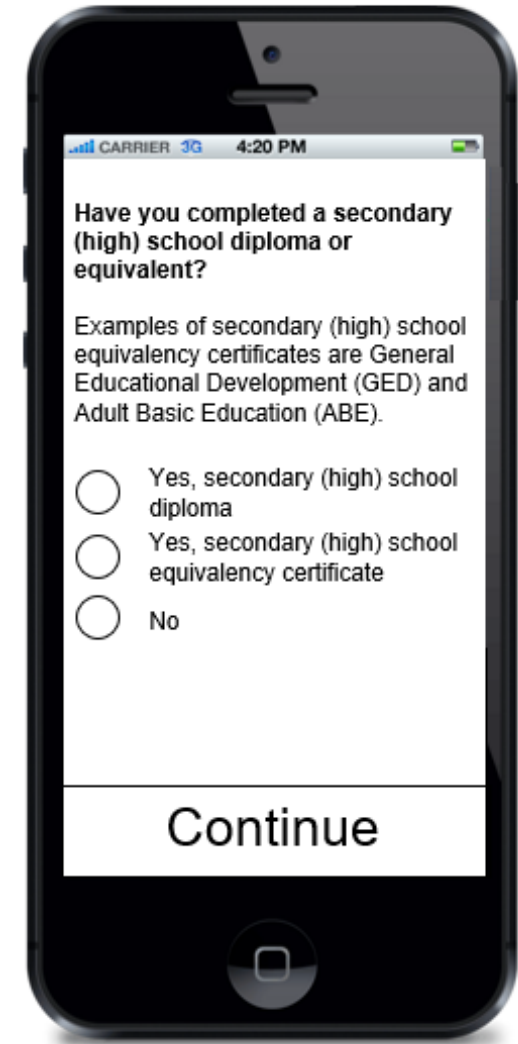 CARRIER 3G 4:20 PM
Have you completed a secondary
(high) school diploma or
equivalent?
Examples of secondary (high) school
equivalency certificates are General
Educational Development (GED) and
Adult Basic Education (ABE).
Yes, secondary (high) school
diploma
Yes, secondary (high) school
equivalency certificate
No
Continue